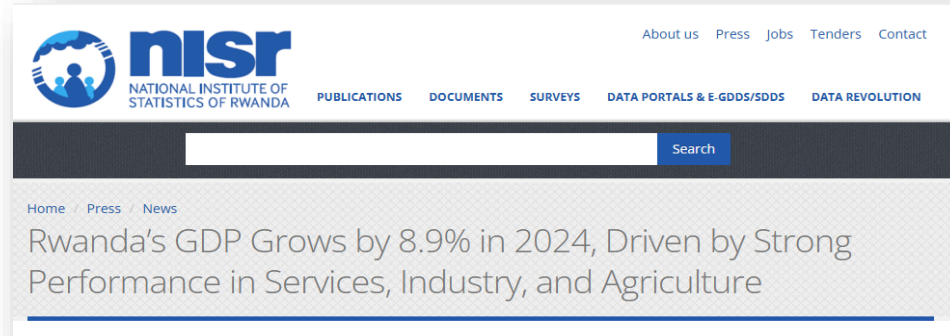 About us Press Jobs Tenders Contact
nisr
NATIONAL INSTITUTE OF
STATISTICS OF RWANDA
PUBLICATIONS DOCUMENTS SURVEYS DATA PORTALS & E-GDDS/SDDS DATA REVOLUTION
Search
Home / Press / News
Rwanda’s GDP Grows by 8.9% in 2024, Driven by Strong
Performance in Services, Industry, and Agriculture